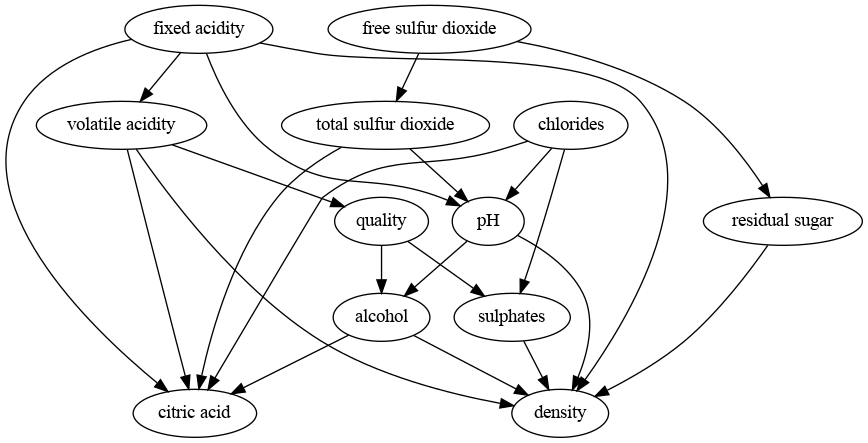 fixed acidity
free sulfur dioxide
volatile acidity
total sulfur dioxide
chlorides
quality
pH
residual sugar
alcohol
sulphates
citric acid
density